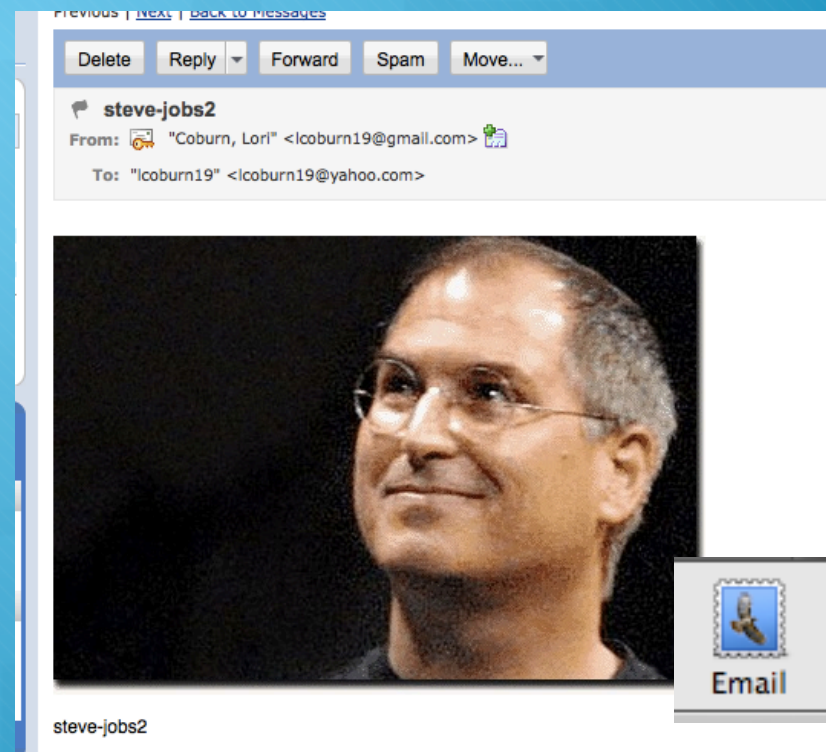 Previous | Next | Back to Messages
Delete Reply Forward Spam Move...
steve-jobs2
From: "Coburn, Lori" <lcoburn19@gmail.com>
To: "lcoburn19" <lcoburn19@yahoo.com>
Email
steve-jobs2